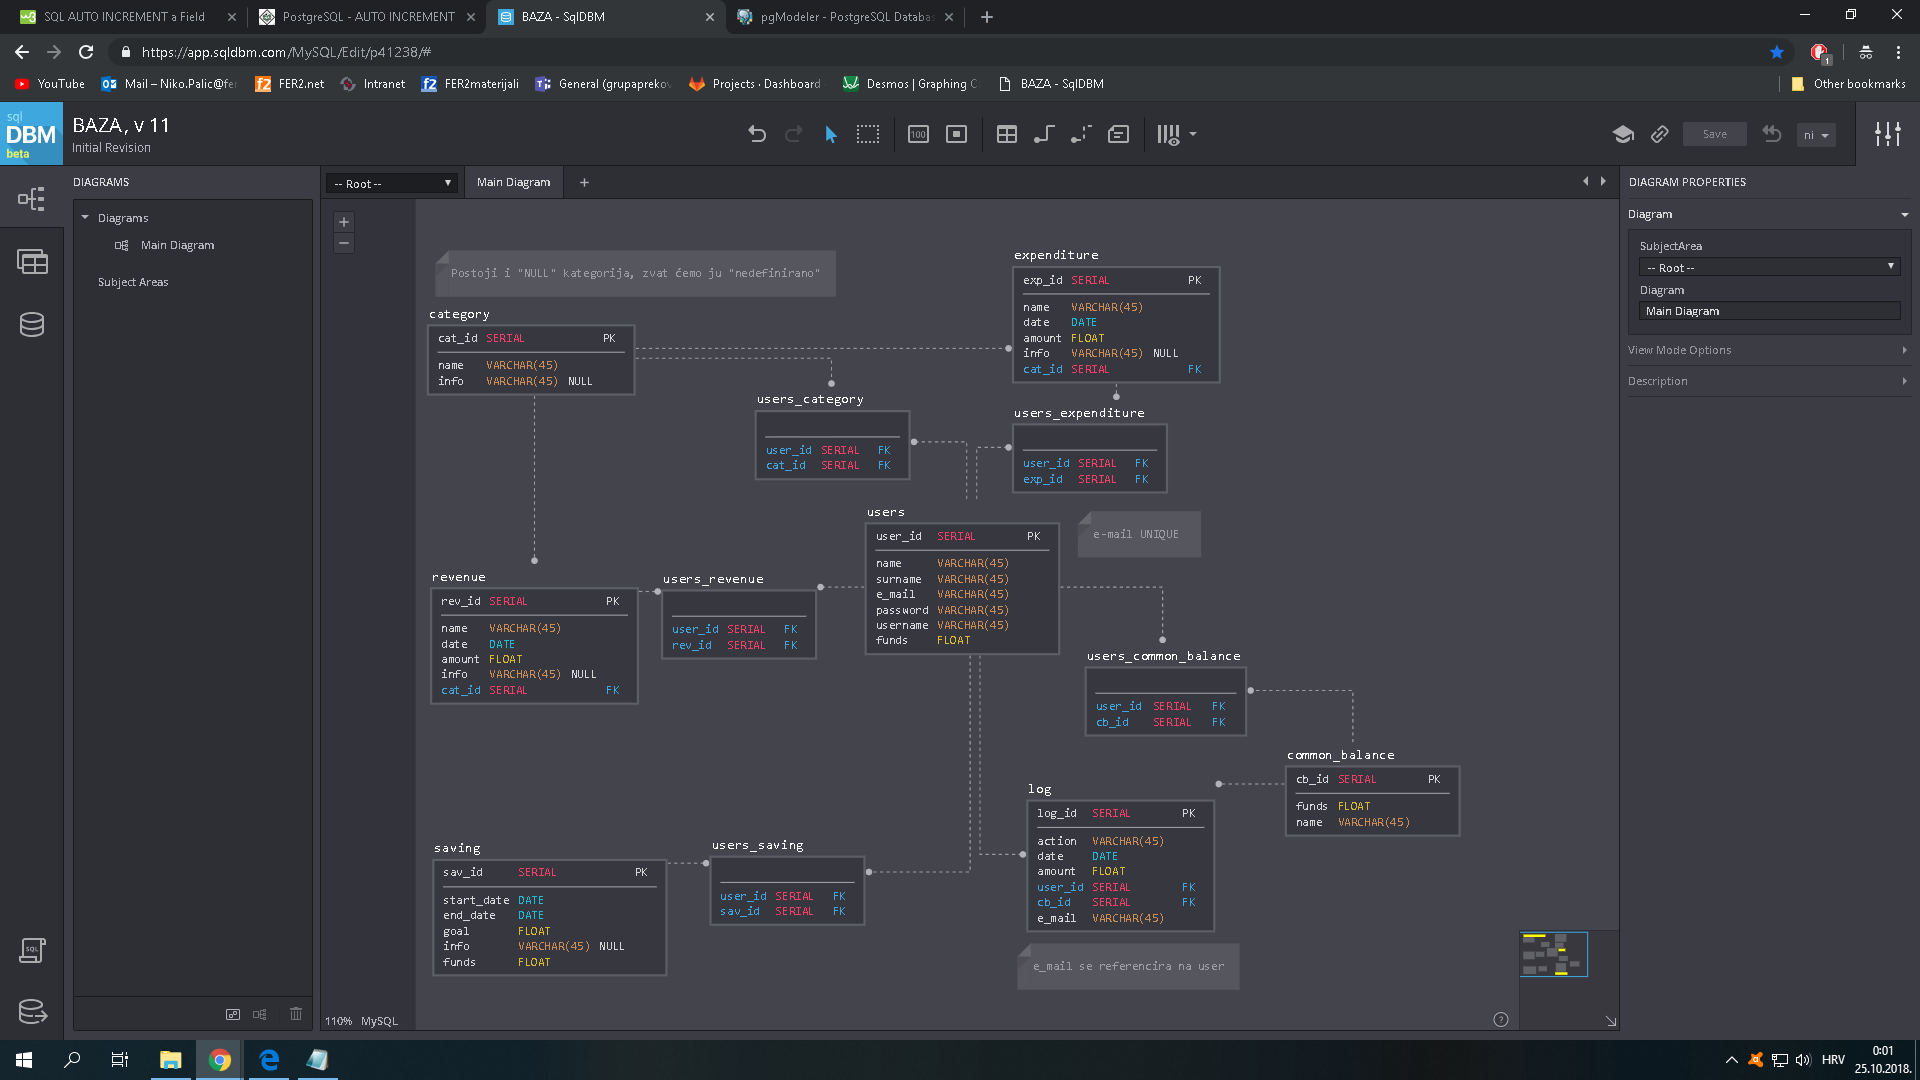 SQL AUTO INCREMENT a Field
PostgreSQL - AUTO INCREMENT
BAZA - SqlDBM
pgModeler - PostgreSQL Databas
https://app.sqldbm.com/MySQL/Edit/p41238/#
1
YouTube
Mail – Niko.Palic@fer
FER2.net
Intranet
FER2materijali
General (grupaprekov
Projects · Dashboard
Desmos | Graphing C
BAZA - SqlDBM
Other bookmarks
sql
DBM
beta
BAZA, v 11
Initial Revision
100
Save
ni
DIAGRAMS
Diagrams
Main Diagram
Subject Areas
-- Root --
Main Diagram
DIAGRAM PROPERTIES
Diagram
SubjectArea
-- Root --
Diagram
Main Diagram
View Mode Options
Description
Postoji i "NULL" kategorija, zvat ćemo ju "nedefinirano"
category
cat_id SERIAL PK
name VARCHAR(45)
info VARCHAR(45) NULL
expenditure
exp_id SERIAL PK
name VARCHAR(45)
date DATE
amount FLOAT
info VARCHAR(45) NULL
cat_id SERIAL FK
users_category
user_id SERIAL FK
cat_id SERIAL FK
users_expenditure
user_id SERIAL FK
exp_id SERIAL FK
users
user_id SERIAL PK
name VARCHAR(45)
surname VARCHAR(45)
e_mail VARCHAR(45)
password VARCHAR(45)
username VARCHAR(45)
funds FLOAT
e-mail UNIQUE
revenue
rev_id SERIAL PK
name VARCHAR(45)
date DATE
amount FLOAT
info VARCHAR(45) NULL
cat_id SERIAL FK
users_revenue
user_id SERIAL FK
rev_id SERIAL FK
users_common_balance
user_id SERIAL FK
cb_id SERIAL FK
common_balance
cb_id SERIAL PK
funds FLOAT
name VARCHAR(45)
log
log_id SERIAL PK
action VARCHAR(45)
date DATE
amount FLOAT
user_id SERIAL FK
cb_id SERIAL FK
e_mail VARCHAR(45)
e_mail se referencira na user
saving
sav_id SERIAL PK
start_date DATE
end_date DATE
goal FLOAT
info VARCHAR(45) NULL
funds FLOAT
users_saving
user_id SERIAL FK
sav_id SERIAL FK
SQL
110% MySQL
HRV
0:01
25.10.2018.